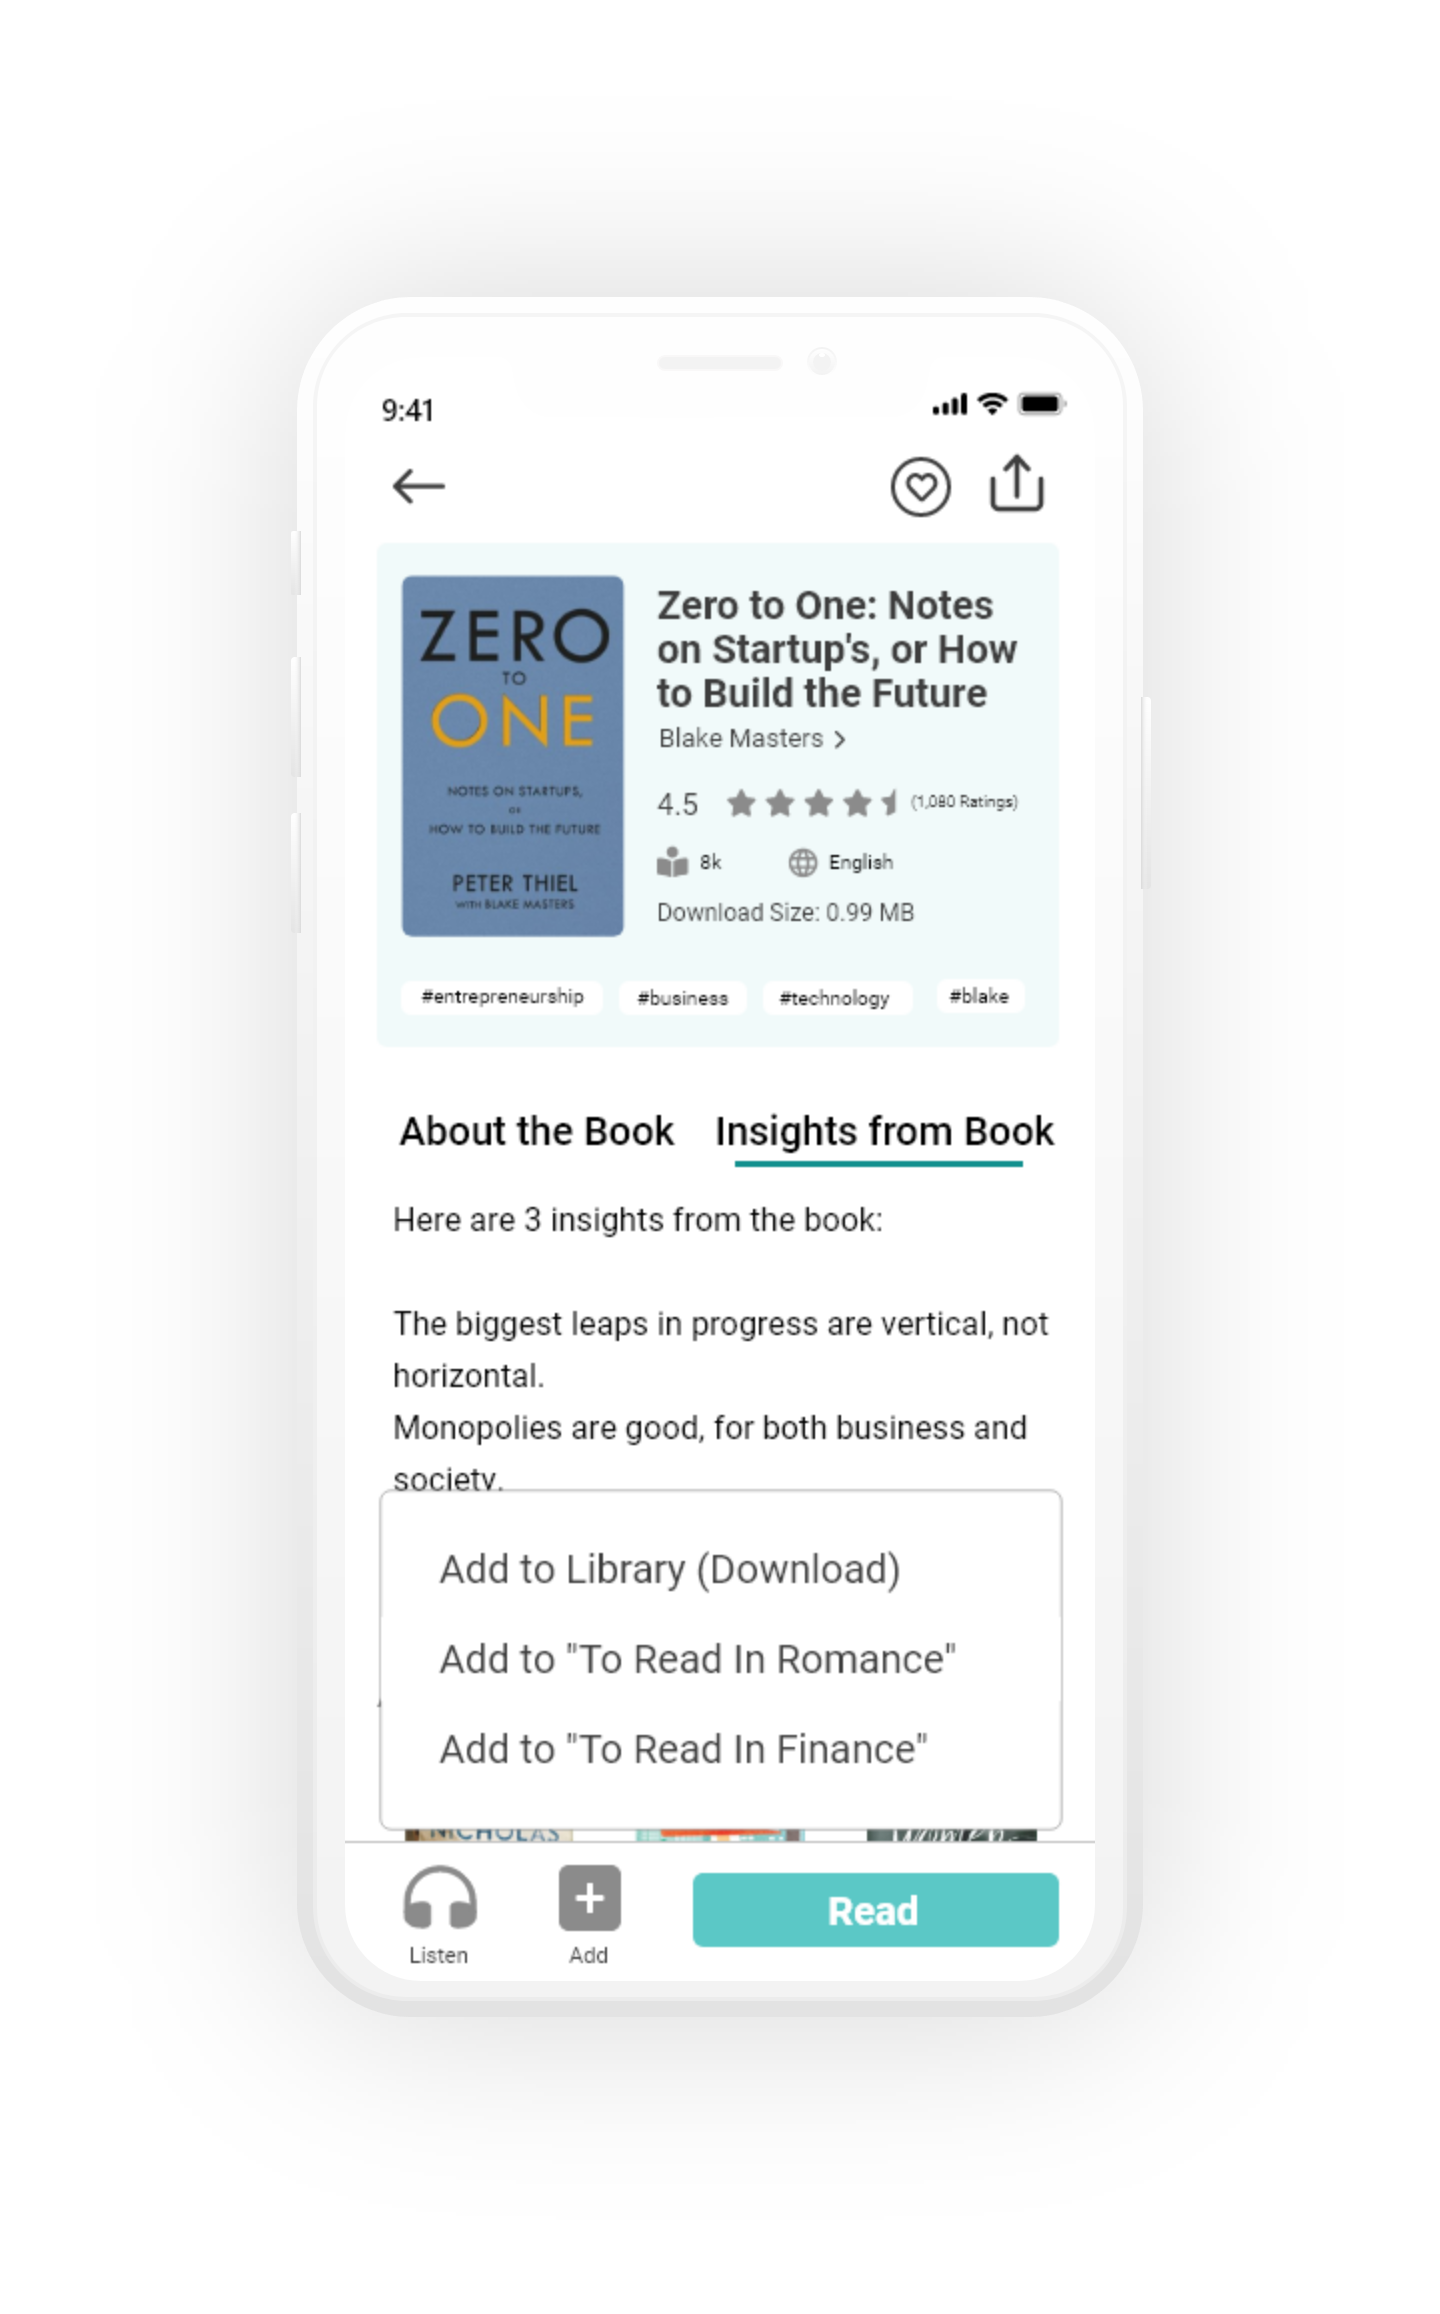 9:41
ZERO
TO
ONE
NOTES ON STARTUPS,
OR
HOW TO BUILD THE FUTURE
PETER THIEL
WITH BLAKE MASTERS
Zero to One: Notes
on Startup's, or How
to Build the Future
Blake Masters
4.5 (1,080 Ratings)
8k English
Download Size: 0.99 MB
#entrepreneurship #business #technology #blake
About the Book Insights from Book
Here are 3 insights from the book:
The biggest leaps in progress are vertical, not
horizontal.
Monopolies are good, for both business and
society.
Add to Library (Download)
Add to "To Read In Romance"
Add to "To Read In Finance"
NICHOLAS
Listen Add Read